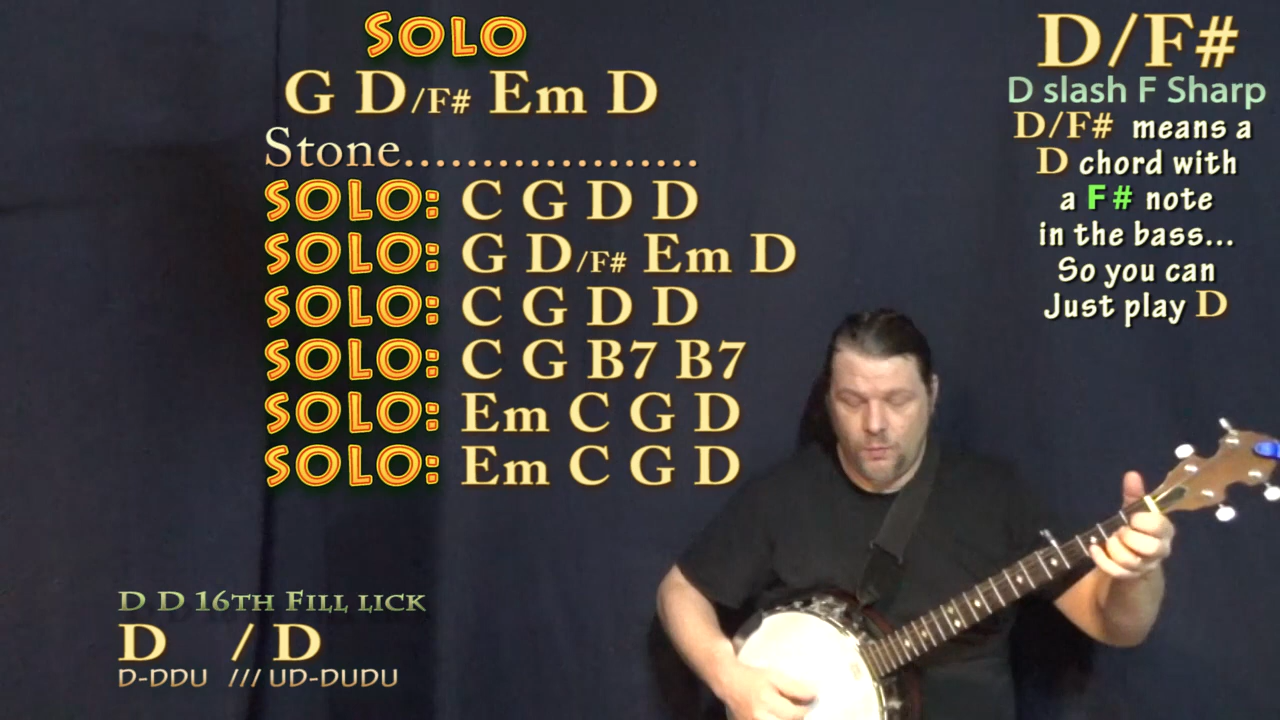 SOLO
G D/F# Em D
Stone...................
SOLO: C G D D
SOLO: G D/F# Em D
SOLO: C G D D
SOLO: C G B7 B7
SOLO: Em C G D
SOLO: Em C G D
D/F#
D slash F Sharp
D/F# means a
D chord with
a F# note
in the bass...
So you can
Just play D
D D 16TH FILL LICK
D / D
D-DDU /// UD-DUDU